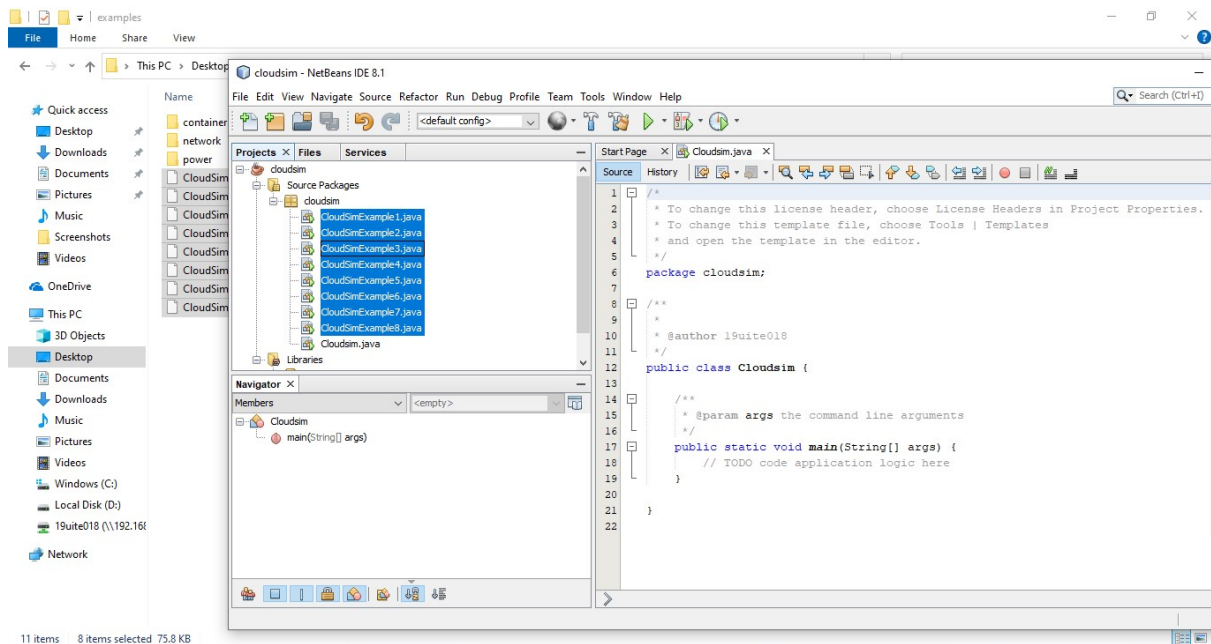 examples
File Home Share View
This PC > Desktop
Name
Quick access
Desktop
Downloads
Documents
Pictures
Music
Screenshots
Videos
OneDrive
This PC
3D Objects
Desktop
Documents
Downloads
Music
Pictures
Videos
Windows (C:)
Local Disk (D:)
19uite018 (\\192.168
Network
container
network
power
CloudSim
CloudSim
CloudSim
CloudSim
CloudSim
CloudSim
CloudSim
CloudSim
11 items 8 items selected 75.8 KB
cloudsim - NetBeans IDE 8.1
File Edit View Navigate Source Refactor Run Debug Profile Team Tools Window Help
Search (Ctrl+I)
<default config>
Projects Files Services
cloudsim
Source Packages
cloudsim
CloudSimExample1.java
CloudSimExample2.java
CloudSimExample3.java
CloudSimExample4.java
CloudSimExample5.java
CloudSimExample6.java
CloudSimExample7.java
CloudSimExample8.java
Cloudsim.java
Libraries
Navigator
Members <empty>
Cloudsim
main(String[] args)
Start Page Cloudsim.java
Source History
1 /*
2 * To change this license header, choose License Headers in Project Properties.
3 * To change this template file, choose Tools | Templates
4 * and open the template in the editor.
5 */
6 package cloudsim;
7
8 /**
9 *
10 * @author 19uite018
11 */
12 public class Cloudsim {
13
14 /**
15 * @param args the command line arguments
16 */
17 public static void main(String[] args) {
18 // TODO code application logic here
19 }
20
21 }
22